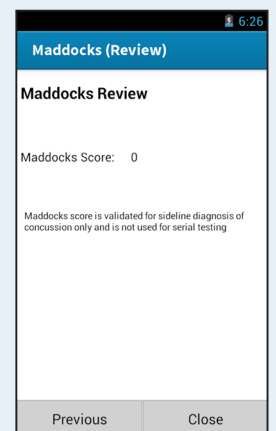 6:26
Maddocks (Review)
Maddocks Review
Maddocks Score: 0
Maddocks score is validated for sideline diagnosis of
concussion only and is not used for serial testing
Previous Close